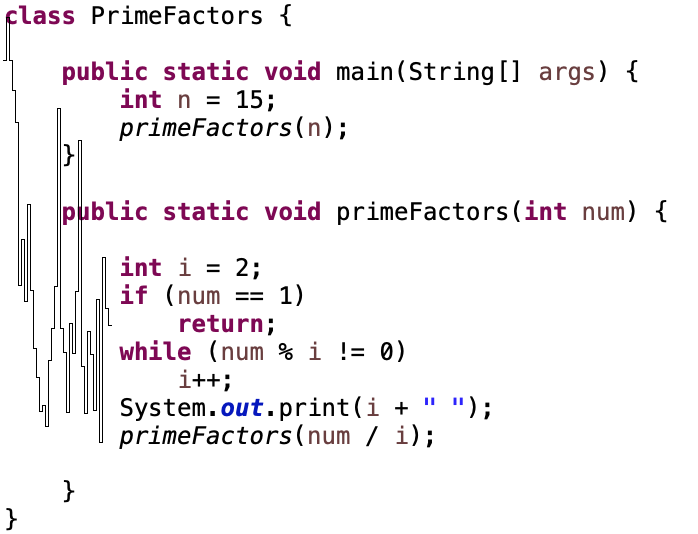 class PrimeFactors {
public static void main(String[] args) {
int n = 15;
primeFactors(n);
}
public static void primeFactors(int num) {
int i = 2;
if (num == 1)
return;
while (num % i != 0)
i++;
System.out.print(i + " ");
primeFactors(num / i);
}
}